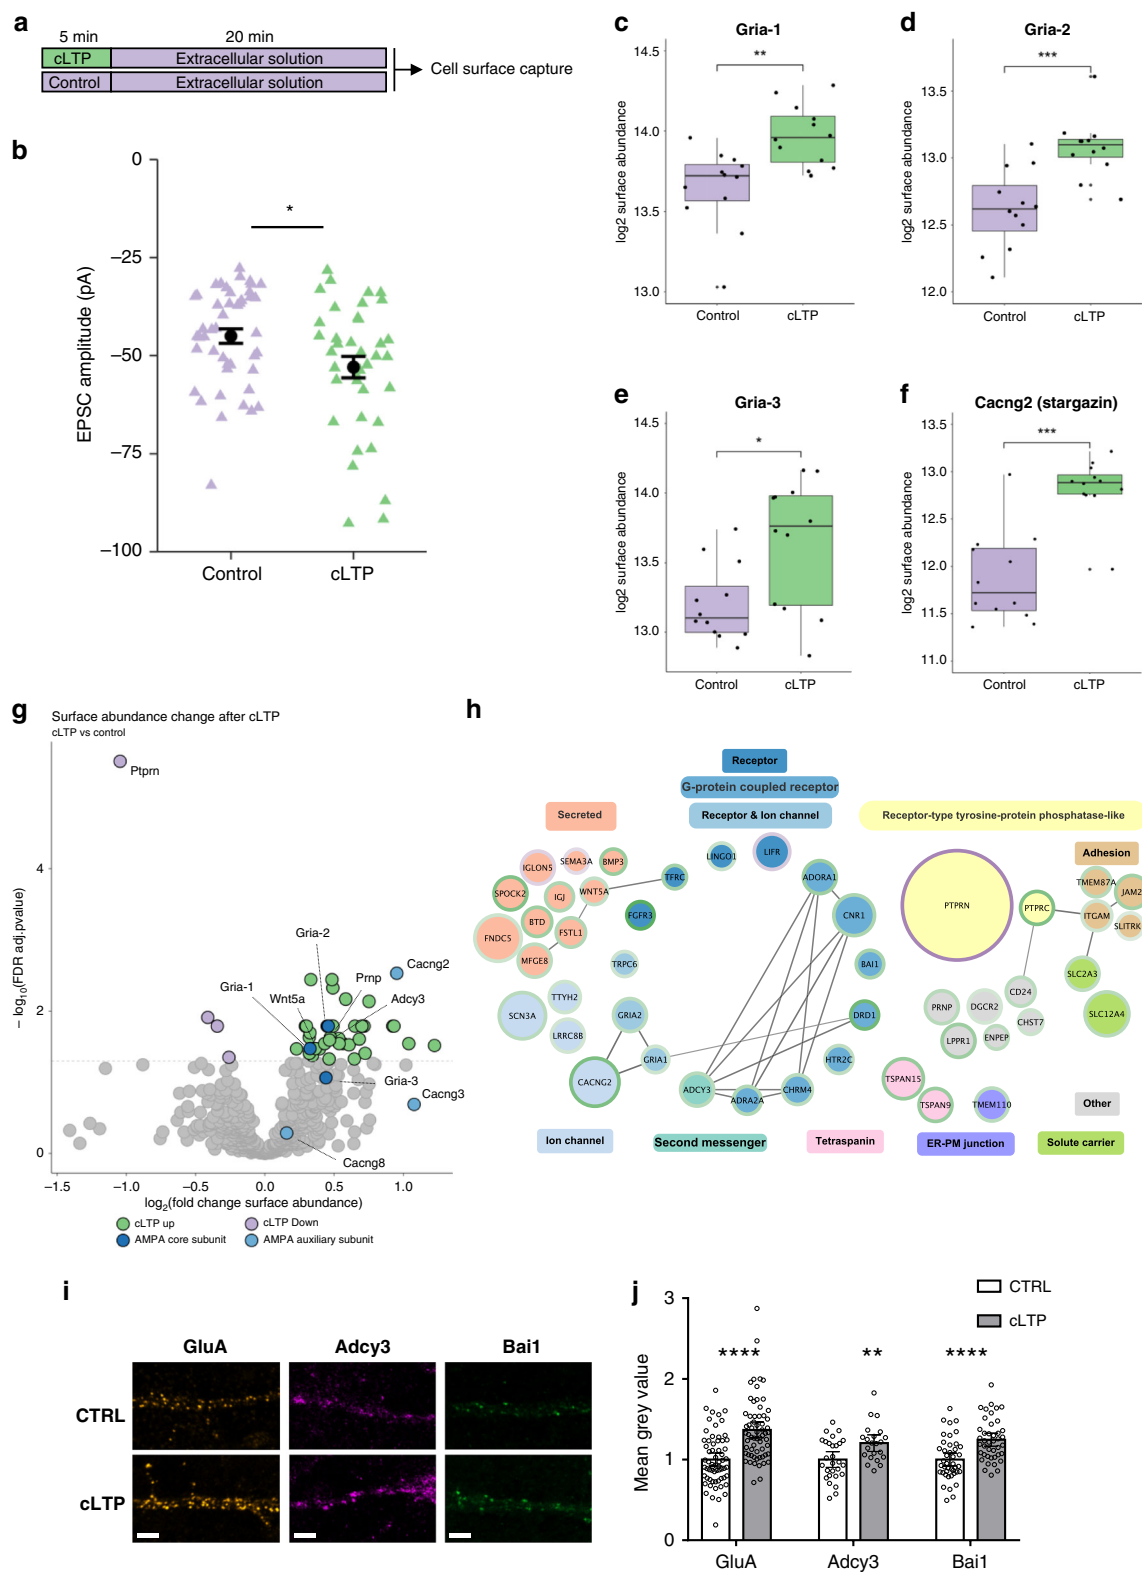 a
5 min
20 min
cLTP
Extracellular solution
Control
Extracellular solution
Cell surface capture
b
0
−25
−50
−75
−100
EPSC amplitude (pA)
*
Control
cLTP
c
Gria-1
14.5
14.0
13.5
13.0
log2 surface abundance
**
Control
cLTP
d
Gria-2
13.5
13.0
12.5
12.0
log2 surface abundance
***
Control
cLTP
e
Gria-3
14.5
14.0
13.5
13.0
log2 surface abundance
*
Control
cLTP
f
Cacng2 (stargazin)
13.5
13.0
12.5
12.0
11.5
11.0
log2 surface abundance
***
Control
cLTP
g
Surface abundance change after cLTP
cLTP vs control
Ptprn
4
2
0
− log10(FDR adj.pvalue)
Gria-2
Gria-1
Wnt5a
Prnp
Cacng2
Adcy3
Gria-3
Cacng3
Cacng8
−1.5
−1.0
−0.5
0.0
0.5
1.0
log2(fold change surface abundance)
cLTP up
cLTP Down
AMPA core subunit
AMPA auxiliary subunit
h
Receptor
G-protein coupled receptor
Secreted
Receptor & Ion channel
Receptor-type tyrosine-protein phosphatase-like
Adhesion
IGLON5
SEMA3A
BMP3
LINGO1
LIFR
SPOCK2
IGJ
WNT5A
TFRC
ADORA1
TMEM87A
JAM2
BTD
FSTL1
FGFR3
CNR1
PTPRN
PTPRC
ITGAM
SLITRK
FNDC5
MFGE8
TRPC6
BAI1
SLC2A3
TTYH2
SCN3A
GRIA2
LRRC8B
DRD1
PRNP
DGCR2
CD24
CHST7
SLC12A4
LPPR1
ENPEP
GRIA1
HTR2C
CACNG2
ADCY3
ADRA2A
CHRM4
TSPAN15
TSPAN9
TMEM110
Other
Ion channel
Second messenger
Tetraspanin
ER-PM junction
Solute carrier
i
GluA
Adcy3
Bai1
CTRL
cLTP
j
CTRL
cLTP
3
2
1
0
Mean grey value
****
**
****
GluA
Adcy3
Bai1